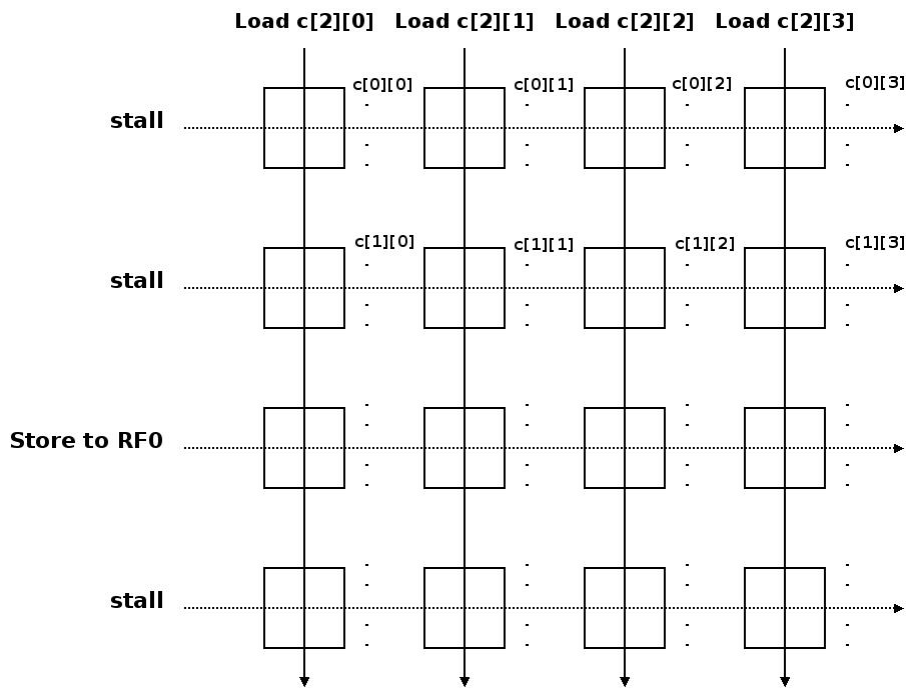 Load c[2][0] Load c[2][1] Load c[2][2] Load c[2][3]
c[0][0] c[0][1] c[0][2] c[0][3]
stall
c[1][0] c[1][1] c[1][2] c[1][3]
stall
Store to RF0
stall